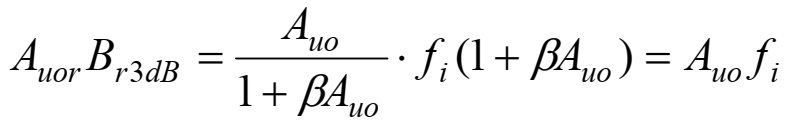 $A_{uor} B_{r3dB} = \dfrac{A_{uo}}{1 + \beta A_{uo}} \cdot f_i (1 + \beta A_{uo}) = A_{uo} f_i$